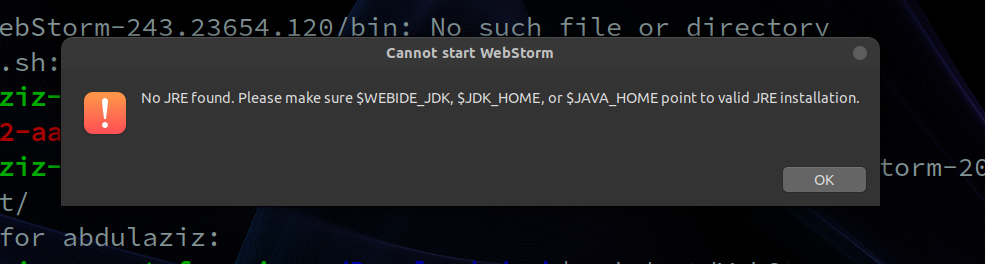 ebStorm-243.23654.120/bin: No such file or directory
Cannot start WebStorm
.sh:
No JRE found. Please make sure $WEBIDE_JDK, $JDK_HOME, or $JAVA_HOME point to valid JRE installation.
ziz-
2-aa
ziz-
torm-20
OK
t/
for abdulaziz: